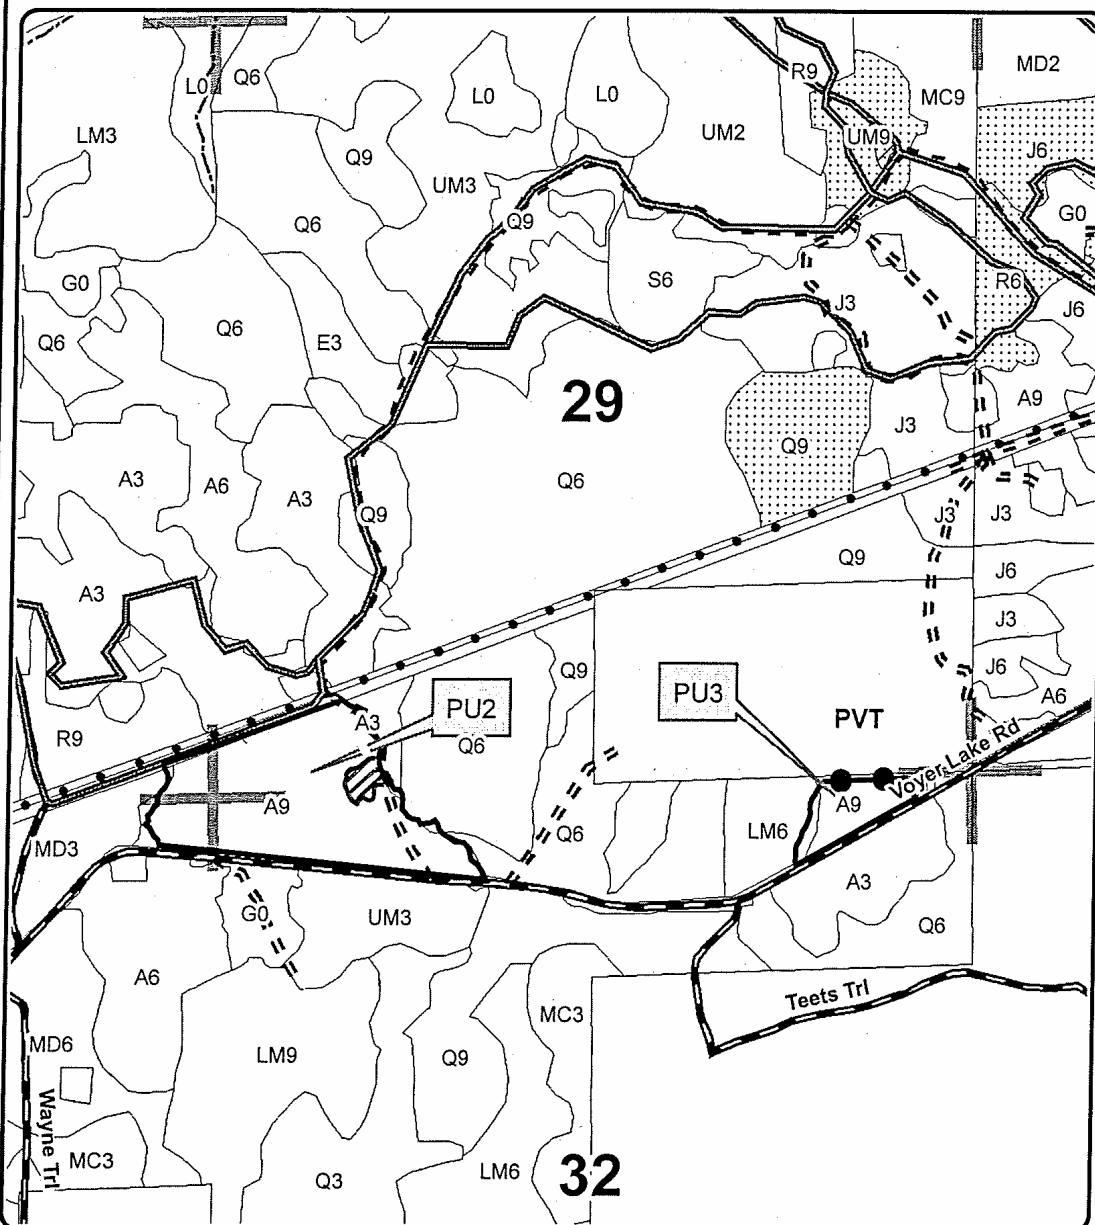 MD2
R9
L0
Q6
L0
L0
MC9
UM2
LM3
UM9
J6
Q9
UM3
G0
Q6
Q9
G0
S6
R6
J3
J6
Q6
Q6
E3
29
A9
J3
Q9
A3
A6
A3
Q6
Q9
J3
J3
Q9
J6
A3
J3
Q9
J6
PU3
A6
PU2
A3
PVT
R9
Q6
Voyer Lake Rd
A9
A9
LM6
Q6
MD3
A3
G0
UM3
Q6
A6
Teets Trl
MC3
MD6
LM9
Q9
Wayne Trl
MC3
Q3
LM6
32